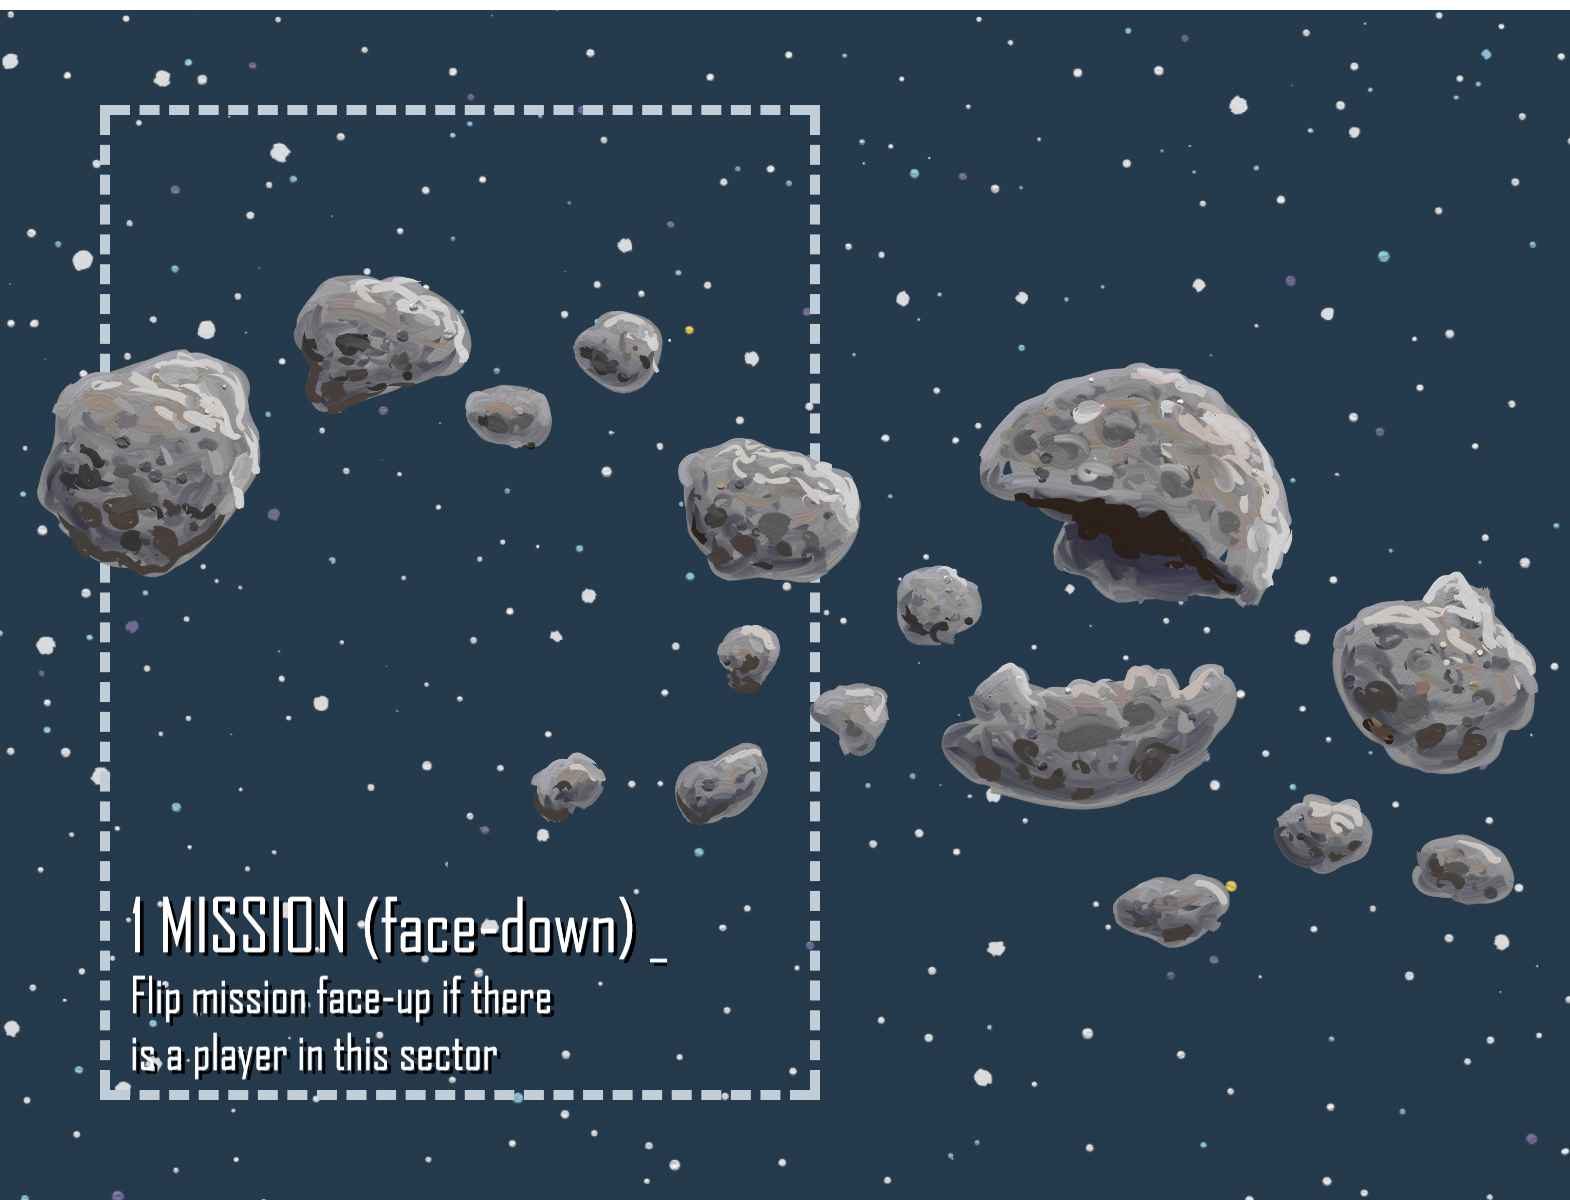 1 MISSION (face-down) _
Flip mission face-up if there
is a player in this sector